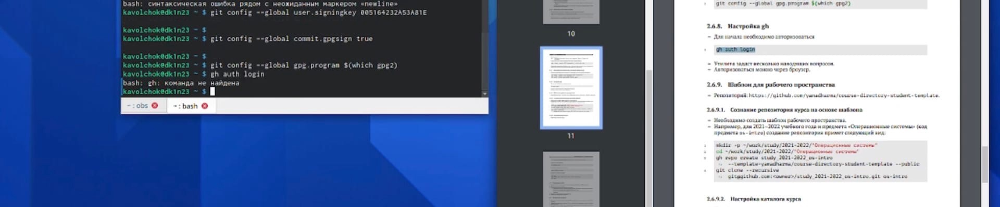 bash: синтаксическая ошибка рядом с неожиданным маркером «newline»
kavolchok@dk1n23 ~ $ git config --global user.signingkey 005164232A53A81E
kavolchok@dk1n23 ~ $
kavolchok@dk1n23 ~ $ git config --global commit.gpgsign true
kavolchok@dk1n23 ~ $
kavolchok@dk1n23 ~ $ git config --global gpg.program $(which gpg2)
kavolchok@dk1n23 ~ $ gh auth login
bash: gh: команда не найдена
kavolchok@dk1n23 ~ $
~ : obs
~ : bash
10
11
1 git config --global gpg.program $(which gpg2)
2.6.8. Настройка gh
– Для начала необходимо авторизоваться
1 gh auth login
– Утилита задаст несколько наводящих вопросов.
– Авторизоваться можно через броузер.
2.6.9. Шаблон для рабочего пространства
– Репозиторий: https://github.com/yamadharma/course-directory-student-template.
2.6.9.1. Сознание репозитория курса на основе шаблона
– Необходимо создать шаблон рабочего пространства.
– Например, для 2021–2022 учебного года и предмета «Операционные системы» (код
предмета os-intro) создание репозитория примет следующий вид:
1 mkdir -p ~/work/study/2021-2022/"Операционные системы"
2 cd ~/work/study/2021-2022/"Операционные системы"
3 gh repo create study_2021-2022_os-intro
↪ --template=yamadharma/course-directory-student-template --public
4 git clone --recursive
↪ git@github.com:<owner>/study_2021-2022_os-intro.git os-intro
2.6.9.2. Настройка каталога курса